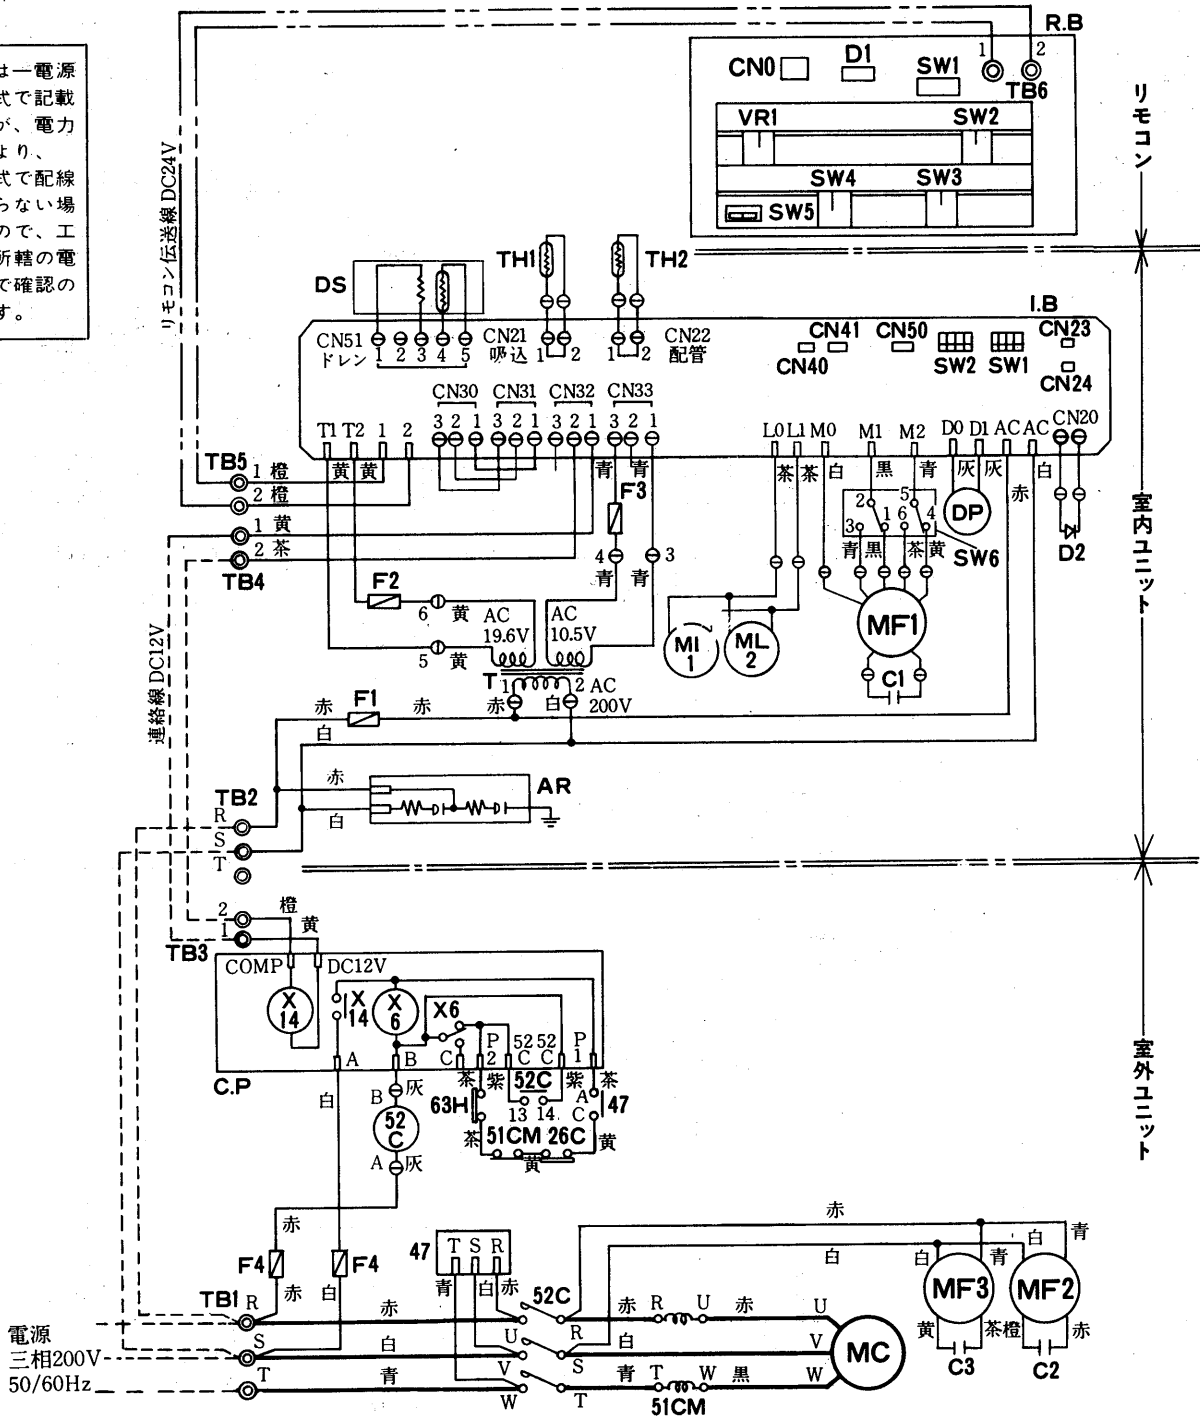 は一電源
式で記載
が、電力
より、
式で配線
らない場
ので、工
所轄の電
で確認の
す。
R.B
1 2
CN0 D1 SW1
TB6
VR1 SW2
SW4 SW3
SW5
リモコン
リモコン伝送線 DC24V
DS TH1 TH2
I.B
CN51 CN21 CN22
ドレン 1 2 3 4 5 吸込 1 2 1 2 配管
CN41 CN50 CN23
CN40 SW2 SW1
CN24
CN30 CN31 CN32 CN33
T1 T2 1 2 3 2 1 3 2 1 3 2 1 3 2 1
L0 L1 M0 M1 M2 D0 D1 AC AC CN20
黄 黄 青 青 茶 茶 白 黒 青 灰 灰 赤 白
TB5
1 橙
2 橙
1 黄
2 茶
TB4
F3
4 3
青 青
2 1 5 6 4
3
DP
SW6
D2
青 黒 茶 黄
室内ユニット
F2
6 黄
5 黄
AC 19.6V
AC 10.5V
T 1 2 AC 200V
赤 白
MI 1
ML 2
MF1
C1
連絡線 DC12V
赤 F1 赤
白
赤
白
AR
TB2
R
S
T
2 橙
1 黄
TB3
COMP DC12V
X 14
X 14
X 6
X6
A B C P 2 52 C 52 C P 1
C.P
白 B 灰 茶 紫 52C 紫 茶
63H 13 14 A C 47
52 C
茶 51CM 26C 黄
黄
A 灰
室外ユニット
赤
F4 F4
赤 白
47 T S R
青 白 赤
52C
赤
白
白 青 白 青
MF3 MF2
黄 茶 橙 赤
C3 C2
TB1
R 赤 U R 赤 R U 赤 U
S 白 V S 白 V
T 青 W T 青 T W 黒 W
51CM
MC
電源
三相200V
50/60Hz